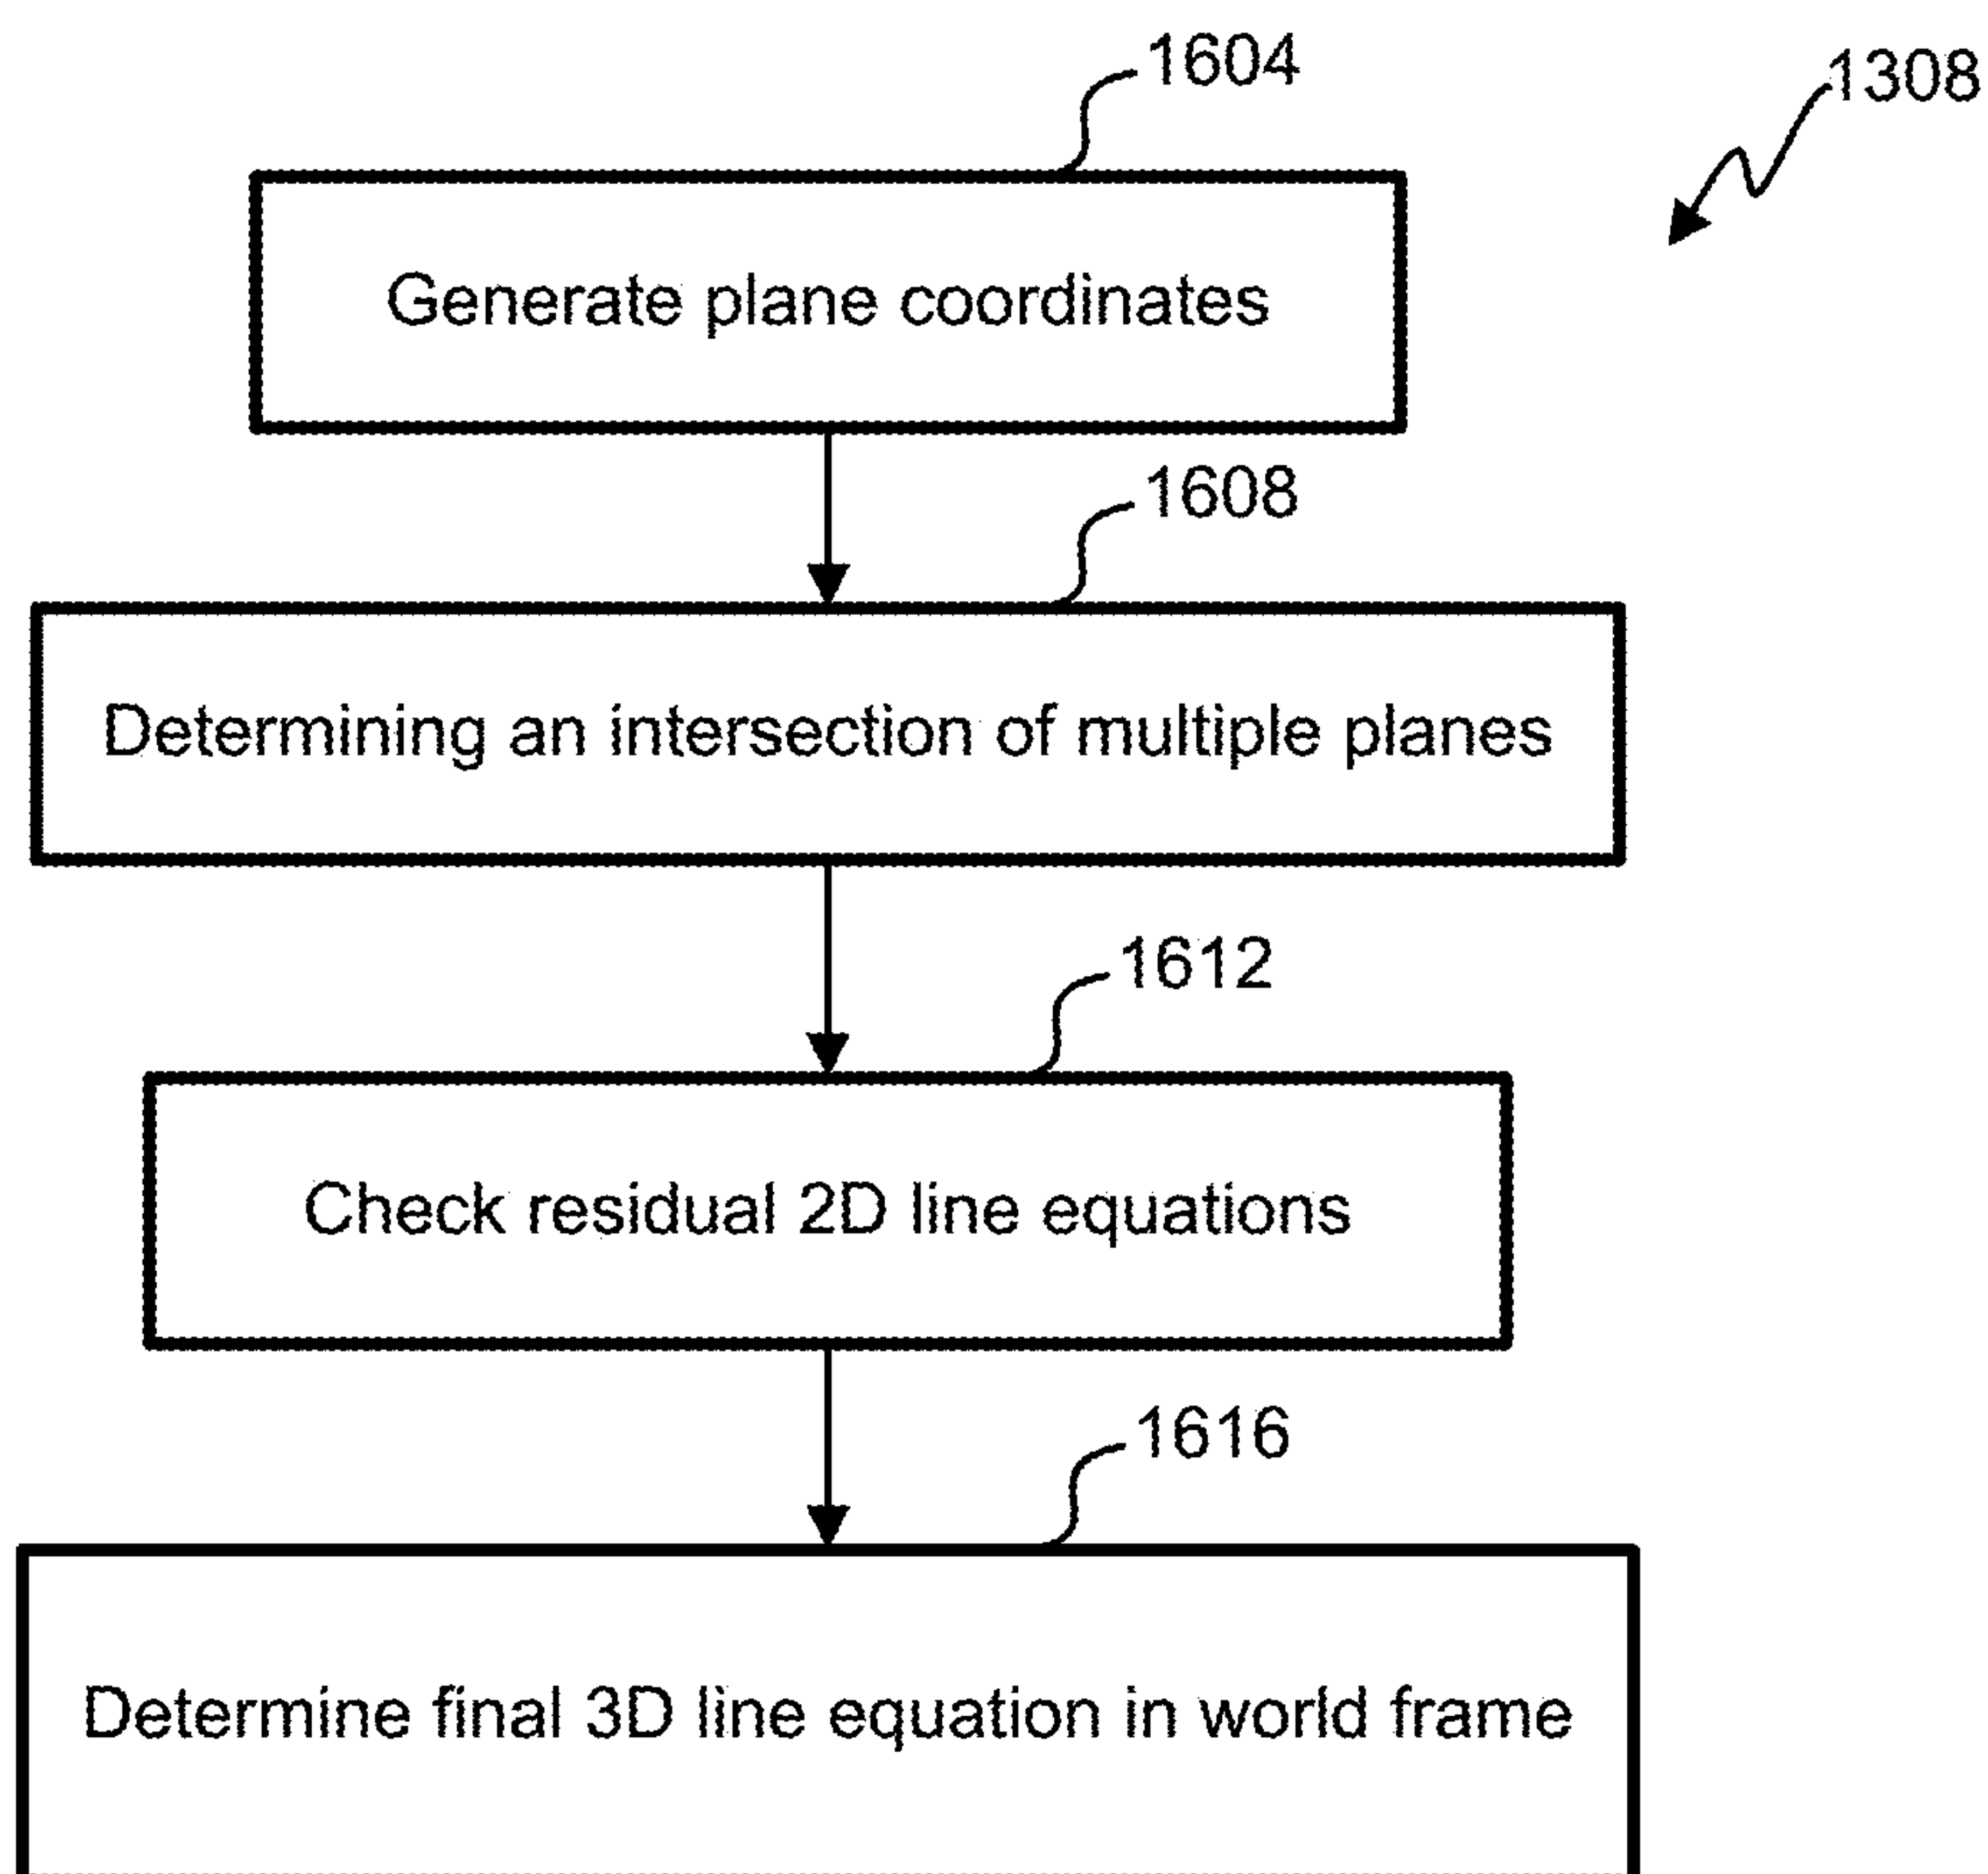 1604
1308
Generate plane coordinates
1608
Determining an intersection of multiple planes
1612
Check residual 2D line equations
1616
Determine final 3D line equation in world frame